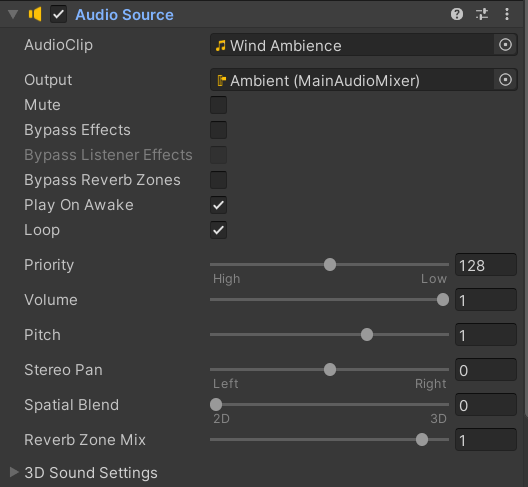 Audio Source
AudioClip Wind Ambience
Output Ambient (MainAudioMixer)
Mute
Bypass Effects
Bypass Listener Effects
Bypass Reverb Zones
Play On Awake
Loop
Priority 128
High Low
Volume 1
Pitch 1
Stereo Pan 0
Left Right
Spatial Blend 0
2D 3D
Reverb Zone Mix 1
3D Sound Settings